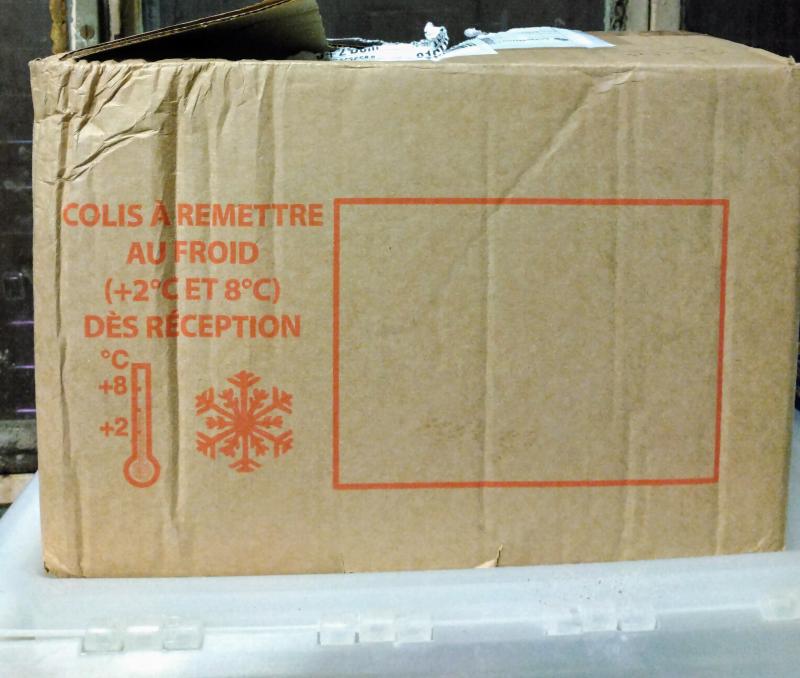 COLIS À REMETTRE
AU FROID
(+2°C ET 8°C)
DÈS RÉCEPTION
°C
+8
+2